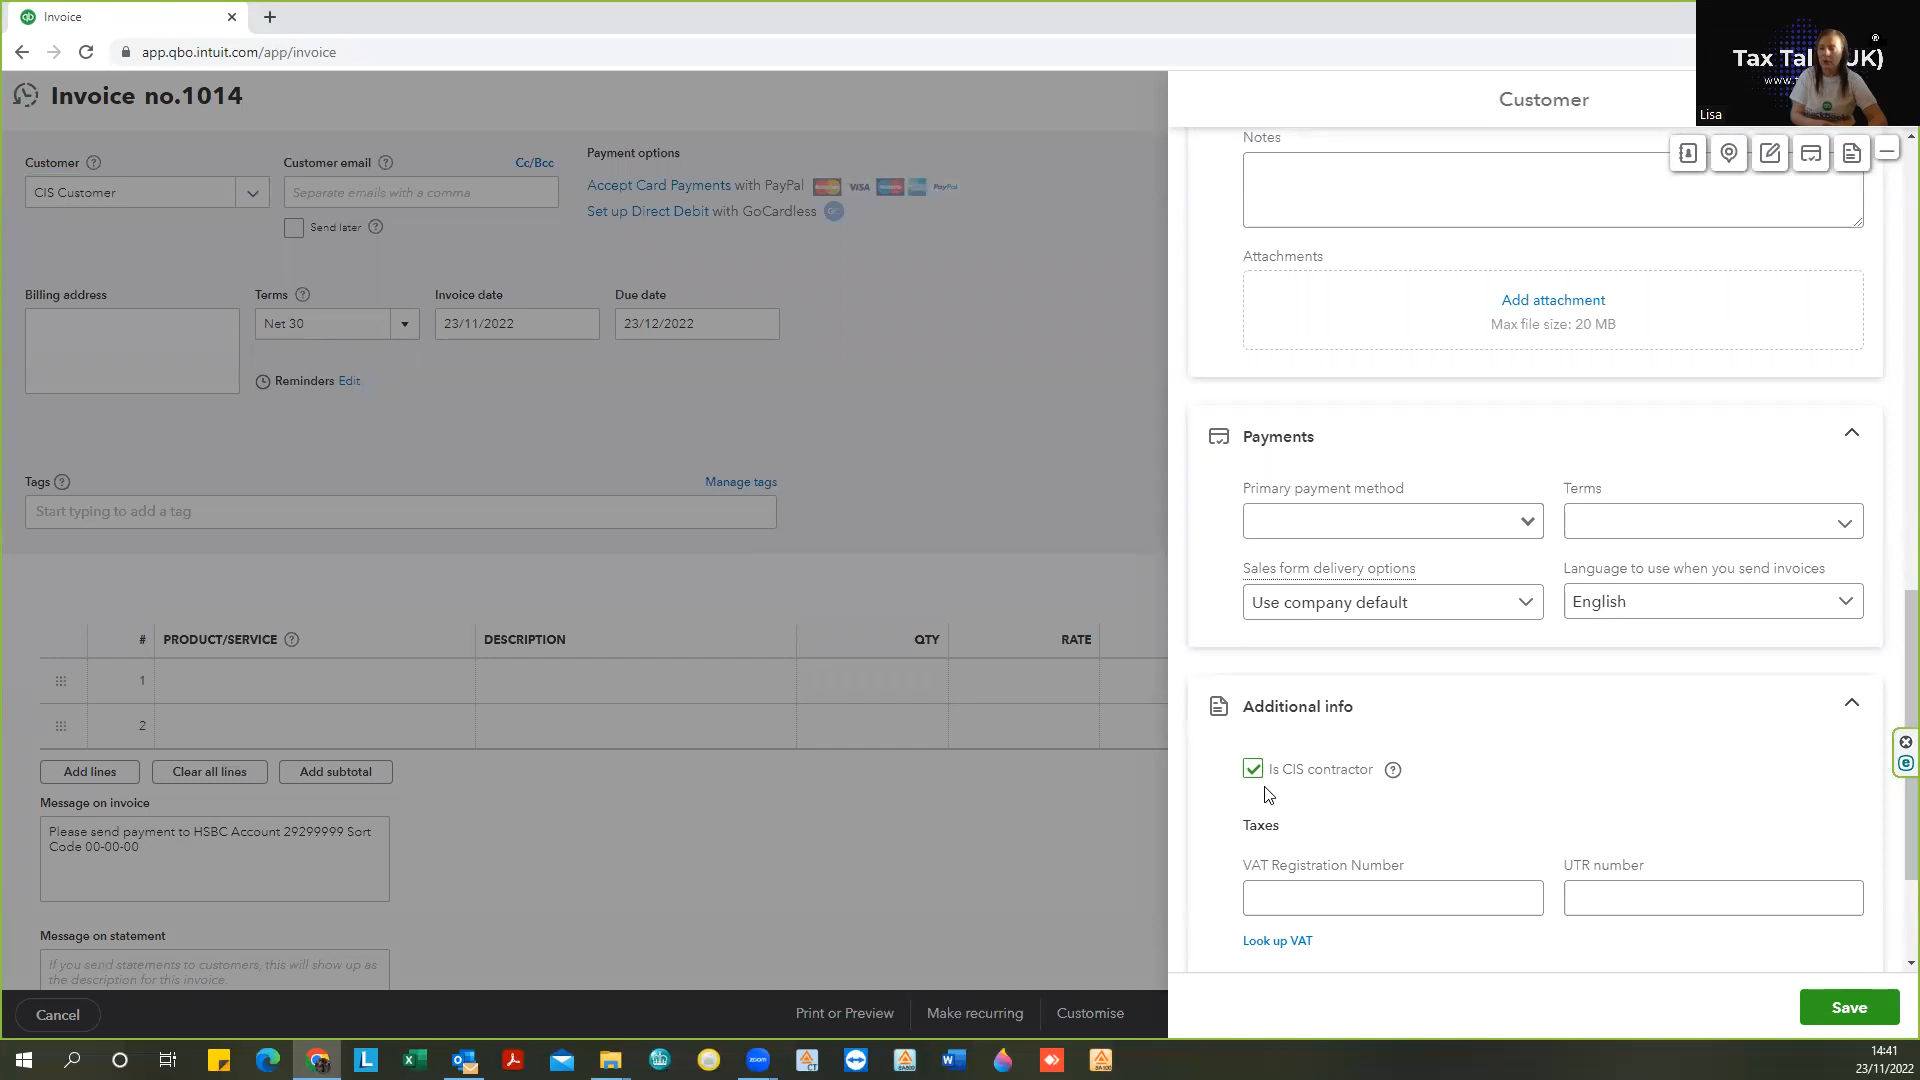 Invoice
app.qbo.intuit.com/app/invoice
Tax Tal UK) ®
www.
Lisa
Invoice no.1014
Customer
Customer
Customer email
Cc/Bcc
Payment options
CIS Customer
Separate emails with a comma
Accept Card Payments with PayPal VISA PayPal
Set up Direct Debit with GoCardless
Send later
Billing address
Terms
Invoice date
Due date
Net 30
23/11/2022
23/12/2022
Reminders Edit
Tags
Manage tags
Start typing to add a tag
# PRODUCT/SERVICE DESCRIPTION QTY RATE
1
2
Add lines
Clear all lines
Add subtotal
Message on invoice
Please send payment to HSBC Account 29299999 Sort
Code 00-00-00
Message on statement
If you send statements to customers, this will show up as
the description for this invoice.
Cancel
Print or Preview
Make recurring
Customise
Notes
Attachments
Add attachment
Max file size: 20 MB
Payments
Primary payment method
Terms
Sales form delivery options
Language to use when you send invoices
Use company default
English
Additional info
Is CIS contractor
Taxes
VAT Registration Number
UTR number
Look up VAT
Save
14:41
23/11/2022